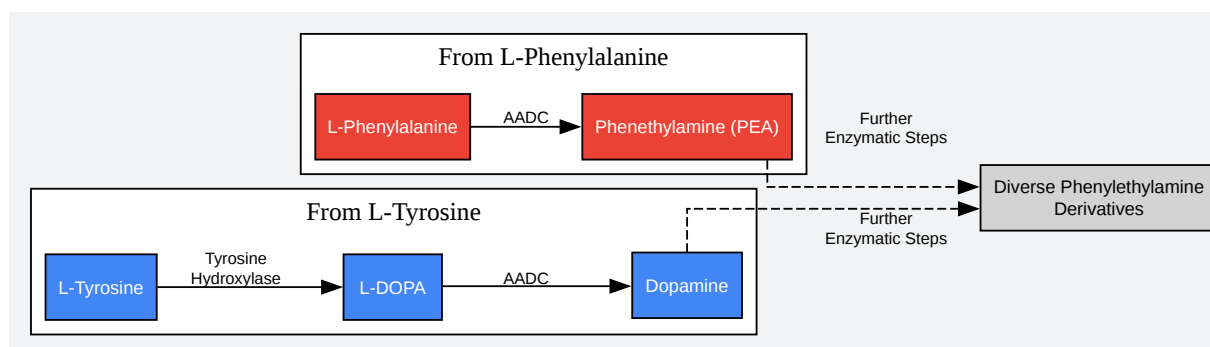 From L-Phenylalanine
L-Phenylalanine
AADC
Phenethylamine (PEA)
Further
Enzymatic Steps
Diverse Phenylethylamine
Derivatives
From L-Tyrosine
Further
Enzymatic Steps
L-Tyrosine
Tyrosine
Hydroxylase
L-DOPA
AADC
Dopamine